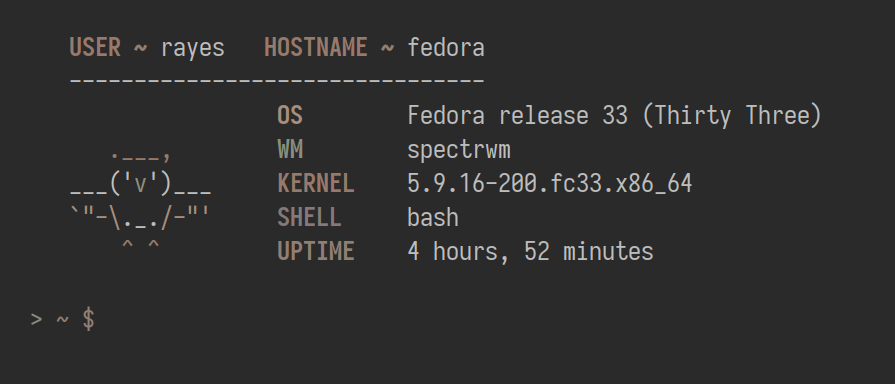 USER ~ rayes   HOSTNAME ~ fedora
--------------------------------
OS        Fedora release 33 (Thirty Three)
   .___,        WM        spectrwm
___('v')___     KERNEL    5.9.16-200.fc33.x86_64
`"-\._./-"'     SHELL     bash
    ^ ^         UPTIME    4 hours, 52 minutes
> ~ $